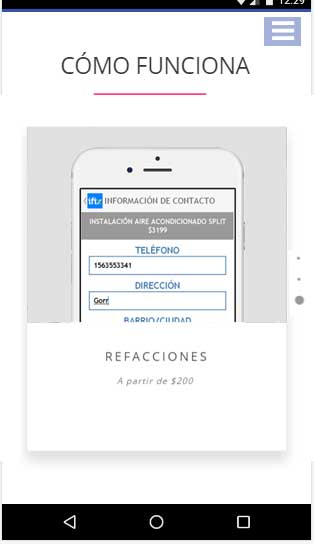 12:29
CÓMO FUNCIONA
ift
INFORMACIÓN DE CONTACTO
INSTALACIÓN AIRE ACONDICIONADO SPLIT
$3199
TELÉFONO
1563553341
DIRECCIÓN
Gorr
BARRIO/CIUDAD
REFACCIONES
A partir de $200